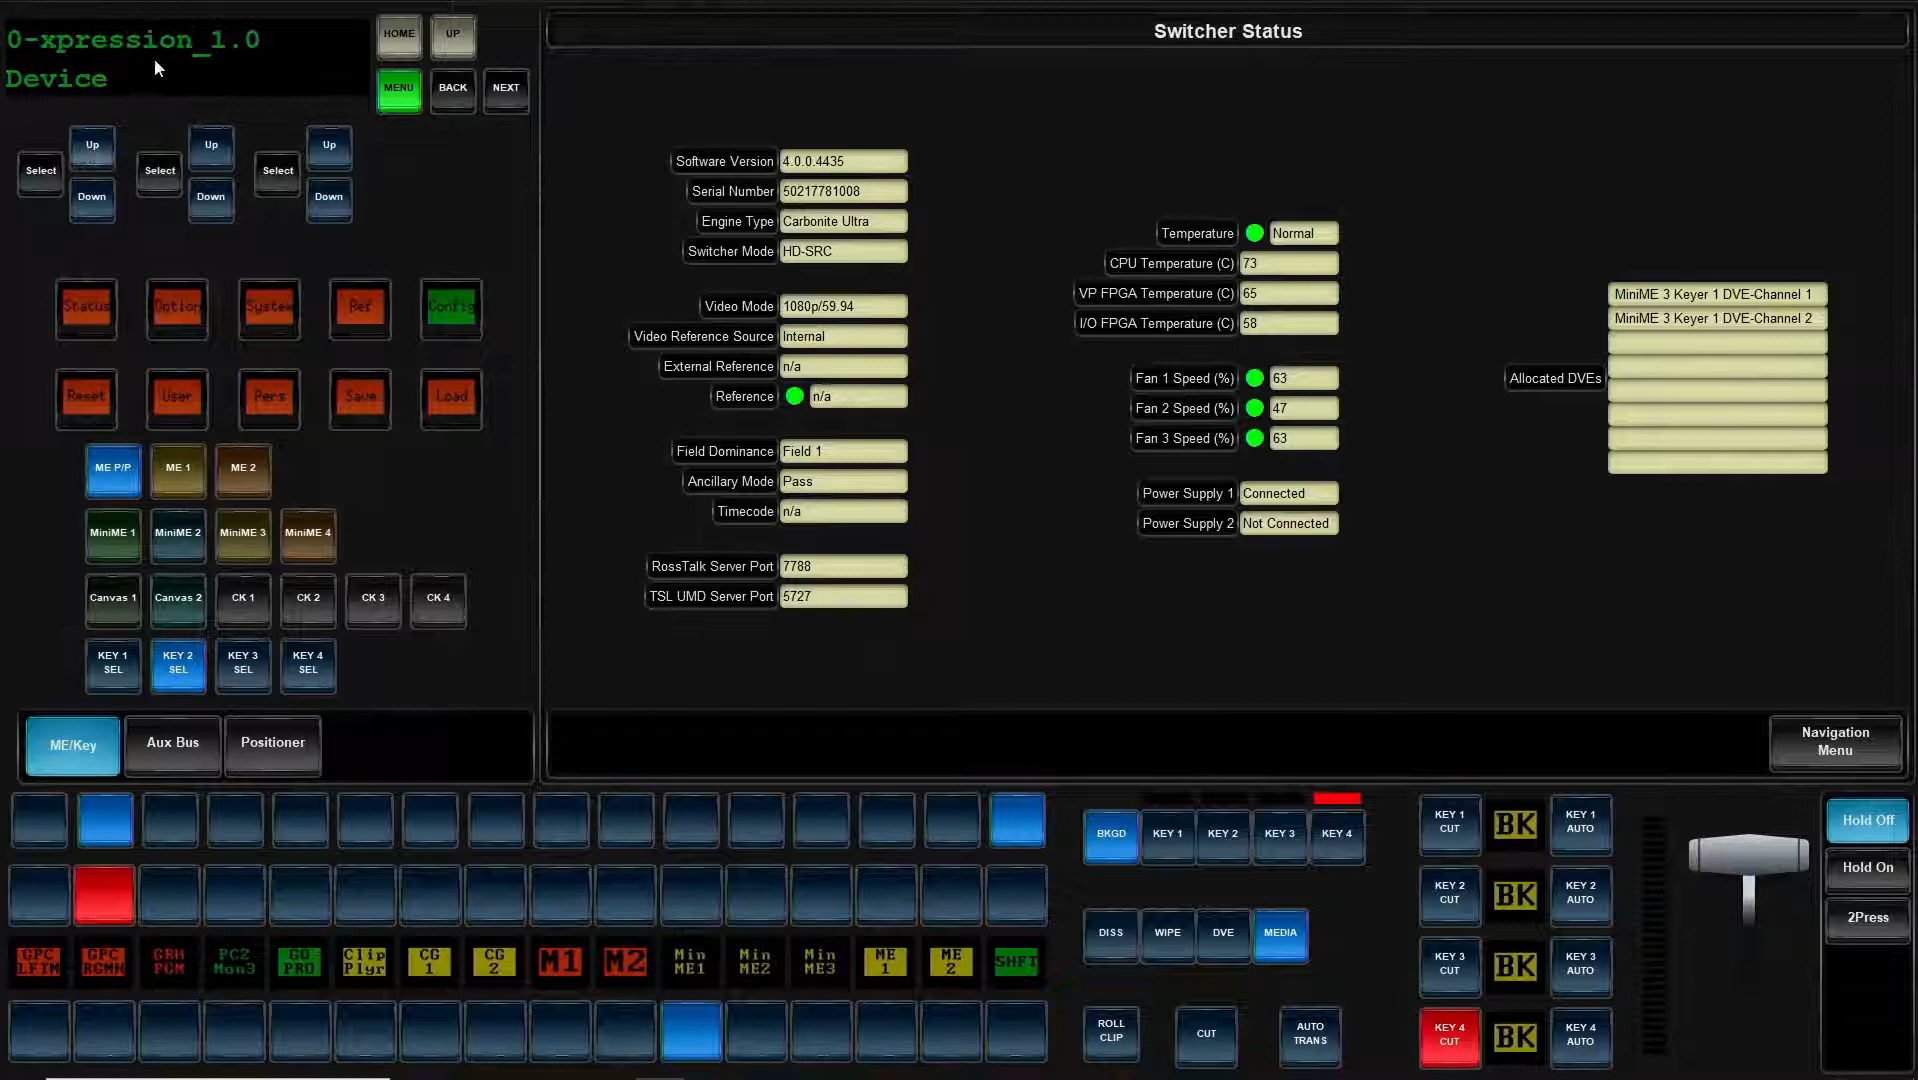 0-xpression_1.0
Device
HOME
UP
MENU
BACK
NEXT
Select
Up
Down
Select
Up
Down
Select
Up
Down
Status
Option
System
Ref
Config
Reset
User
Pers
Save
Load
ME P/P
ME 1
ME 2
MiniME 1
MiniME 2
MiniME 3
MiniME 4
Canvas 1
Canvas 2
CK 1
CK 2
CK 3
CK 4
KEY 1
SEL
KEY 2
SEL
KEY 3
SEL
KEY 4
SEL
ME/Key
Aux Bus
Positioner
Switcher Status
Software Version 4.0.0.4435
Serial Number 50217781008
Engine Type Carbonite Ultra
Switcher Mode HD-SRC
Video Mode 1080p/59.94
Video Reference Source Internal
External Reference n/a
Reference n/a
Field Dominance Field 1
Ancillary Mode Pass
Timecode n/a
RossTalk Server Port 7788
TSL UMD Server Port 5727
Temperature Normal
CPU Temperature (C) 73
VP FPGA Temperature (C) 65
I/O FPGA Temperature (C) 58
Fan 1 Speed (%) 63
Fan 2 Speed (%) 47
Fan 3 Speed (%) 63
Power Supply 1 Connected
Power Supply 2 Not Connected
Allocated DVEs
MiniME 3 Keyer 1 DVE-Channel 1
MiniME 3 Keyer 1 DVE-Channel 2
Navigation
Menu
GPC
LFTM
GFC
RGMN
GRH
PGM
PCZ
Mon3
GO
PRO
Clip
Plyr
CG
1
CG
2
M1
M2
Min
ME1
Min
ME2
Min
ME3
ME
1
ME
2
SHFT
BKGD
KEY 1
KEY 2
KEY 3
KEY 4
DISS
WIPE
DVE
MEDIA
ROLL
CLIP
CUT
AUTO
TRANS
KEY 1
CUT
BK
KEY 1
AUTO
KEY 2
CUT
BK
KEY 2
AUTO
KEY 3
CUT
BK
KEY 3
AUTO
KEY 4
CUT
BK
KEY 4
AUTO
Hold Off
Hold On
2Press